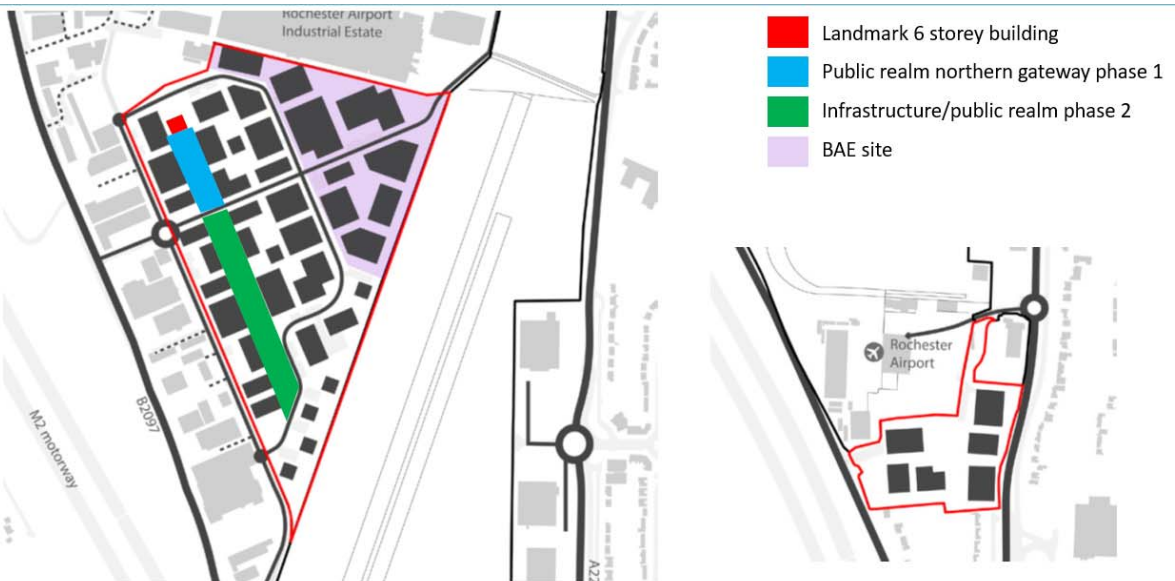 Rochester Airport
Industrial Estate
Landmark 6 storey building
Public realm northern gateway phase 1
Infrastructure/public realm phase 2
BAE site
B2097
M2 motorway
A22
Rochester
Airport